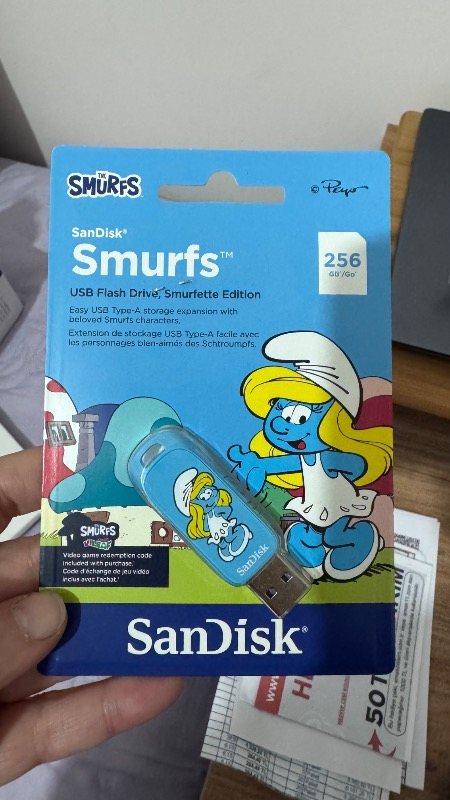 THE
SMURFS
© Peyo
SanDisk®
Smurfs™
256
GB*/Go*
USB Flash Drive, Smurfette Edition
Easy USB Type-A storage expansion with
beloved Smurfs characters.
Extension de stockage USB Type-A facile avec
les personnages bien-aimés des Schtroumpfs.
SanDisk
SMURFS
VILLAGE
Video game redemption code
included with purchase.
Code d'échange de jeu vidéo
inclus avec l'achat.
SanDisk®
50 T